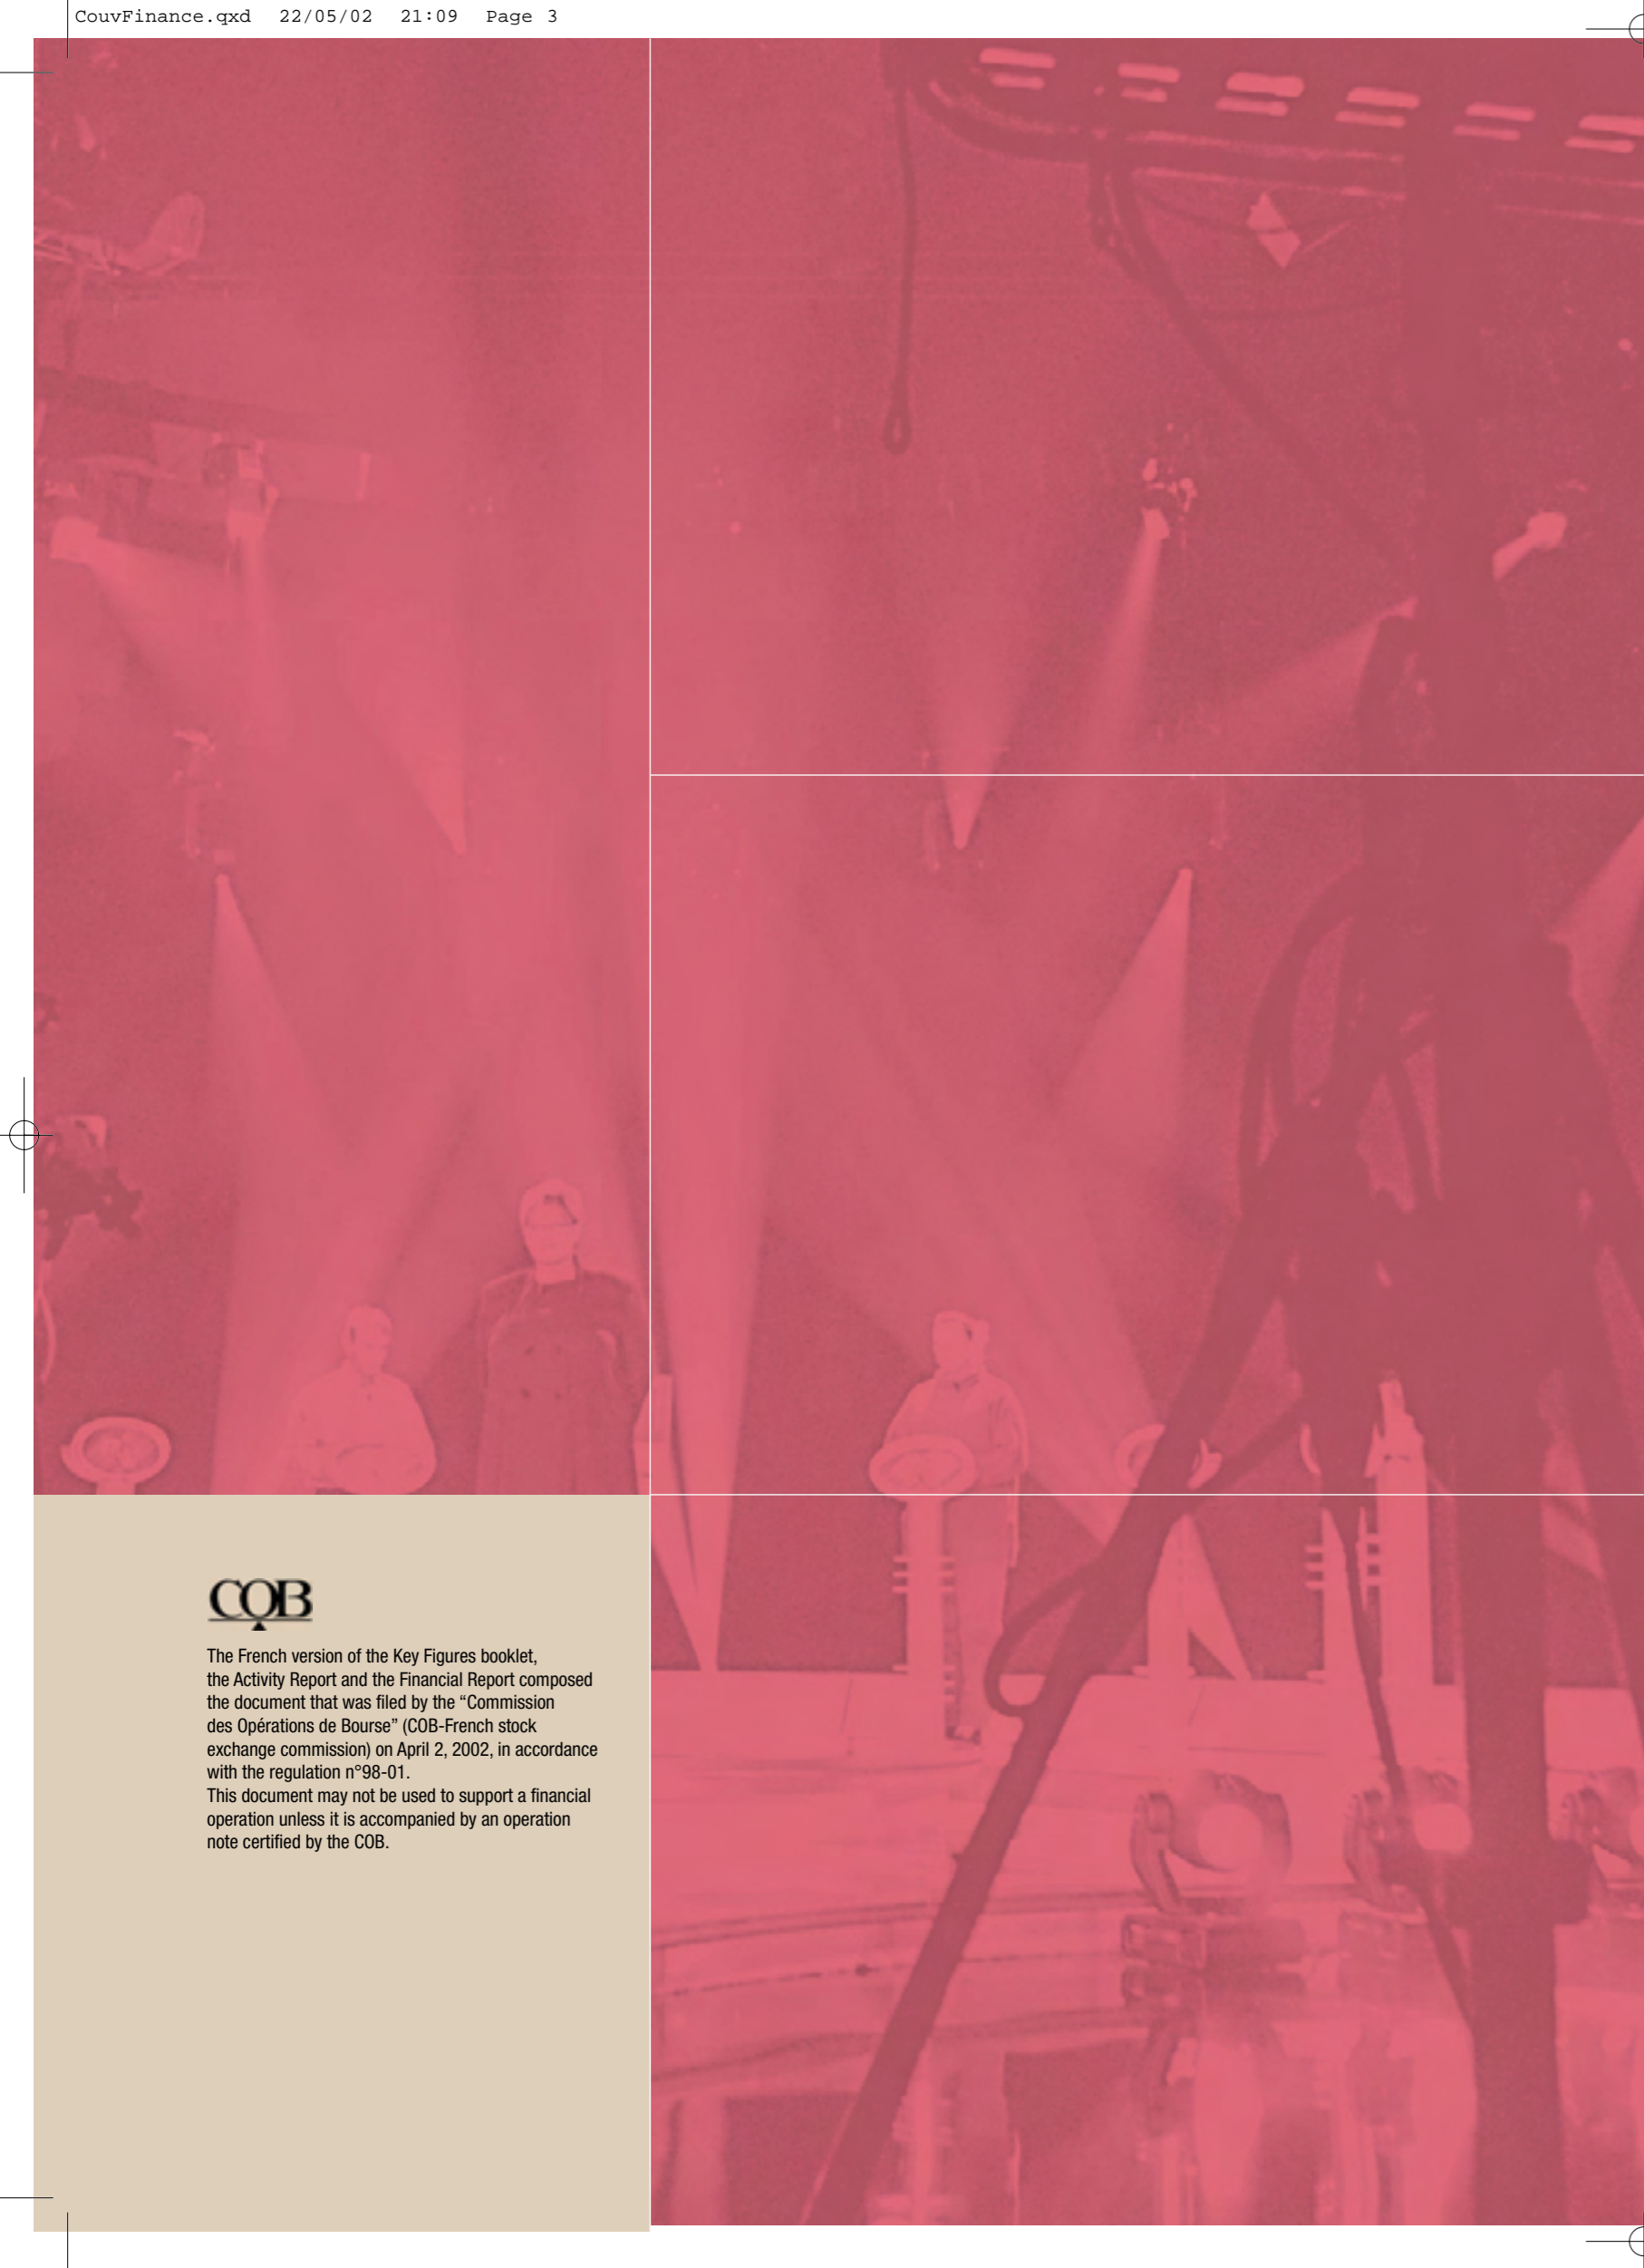 CouvFinance.qxd 22/05/02 21:09 Page 3
COB
The French version of the Key Figures booklet,
the Activity Report and the Financial Report composed
the document that was filed by the “Commission
des Opérations de Bourse” (COB-French stock
exchange commission) on April 2, 2002, in accordance
with the regulation n°98-01.
This document may not be used to support a financial
operation unless it is accompanied by an operation
note certified by the COB.